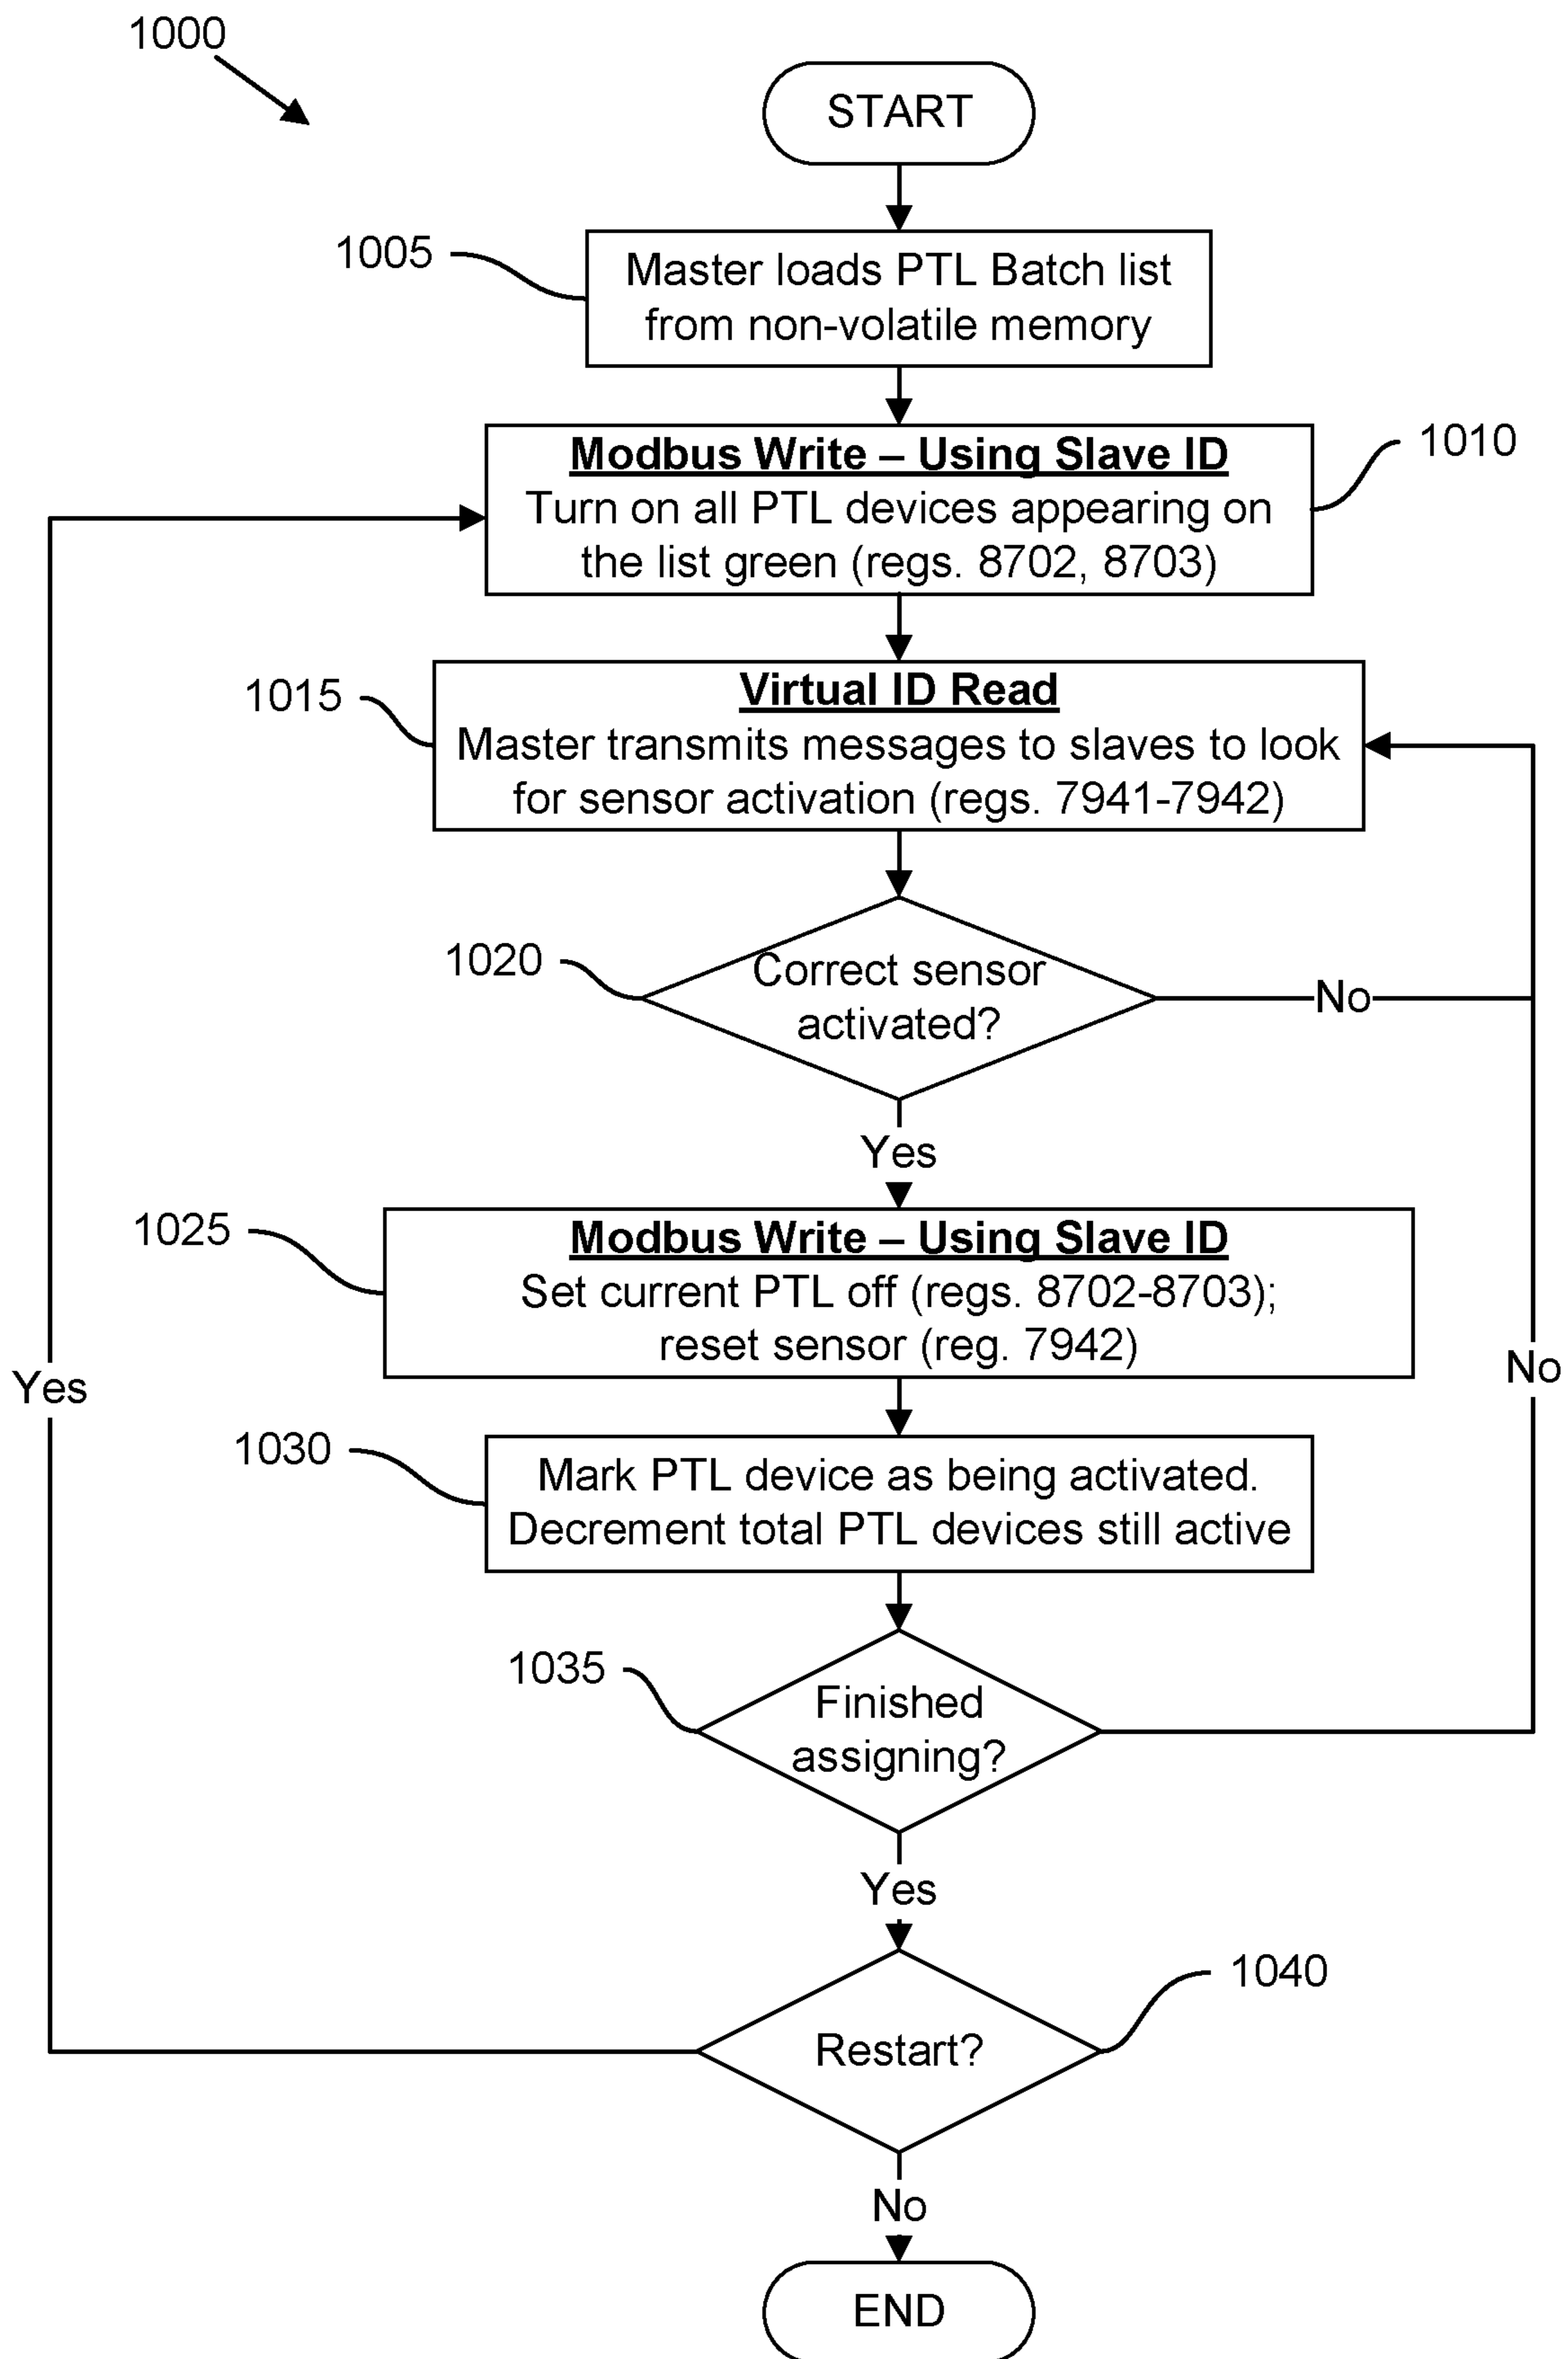 1000
START
1005
Master loads PTL Batch list
from non-volatile memory
1010
Modbus Write – Using Slave ID
Turn on all PTL devices appearing on
the list green (regs. 8702, 8703)
1015
Virtual ID Read
Master transmits messages to slaves to look
for sensor activation (regs. 7941-7942)
1020
Correct sensor
activated?
No
Yes
1025
Modbus Write – Using Slave ID
Set current PTL off (regs. 8702-8703);
reset sensor (reg. 7942)
Yes
No
1030
Mark PTL device as being activated.
Decrement total PTL devices still active
1035
Finished
assigning?
Yes
1040
Restart?
No
END